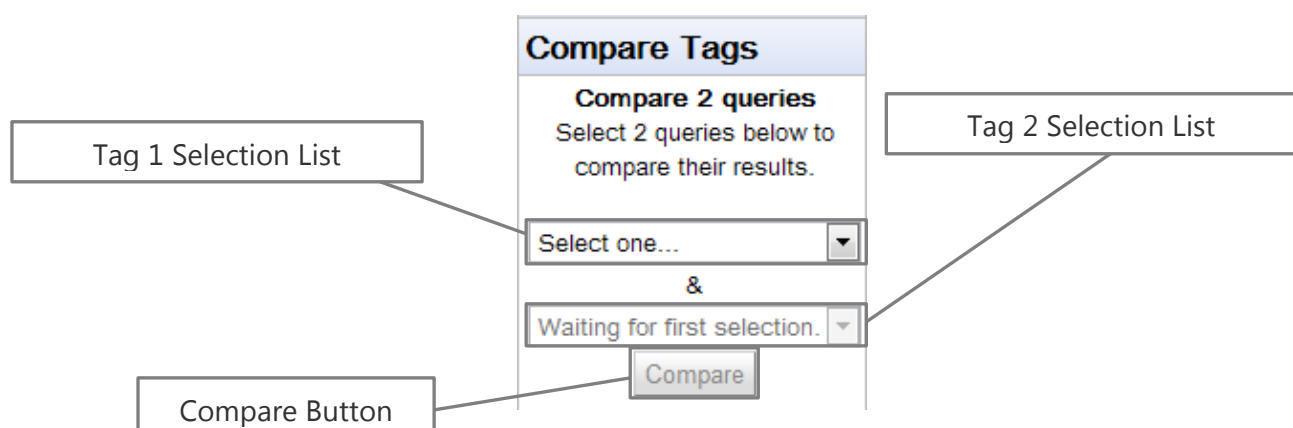 Compare Tags
Compare 2 queries
Select 2 queries below to
compare their results.
Tag 1 Selection List
Tag 2 Selection List
Select one...
&
Waiting for first selection.
Compare
Compare Button